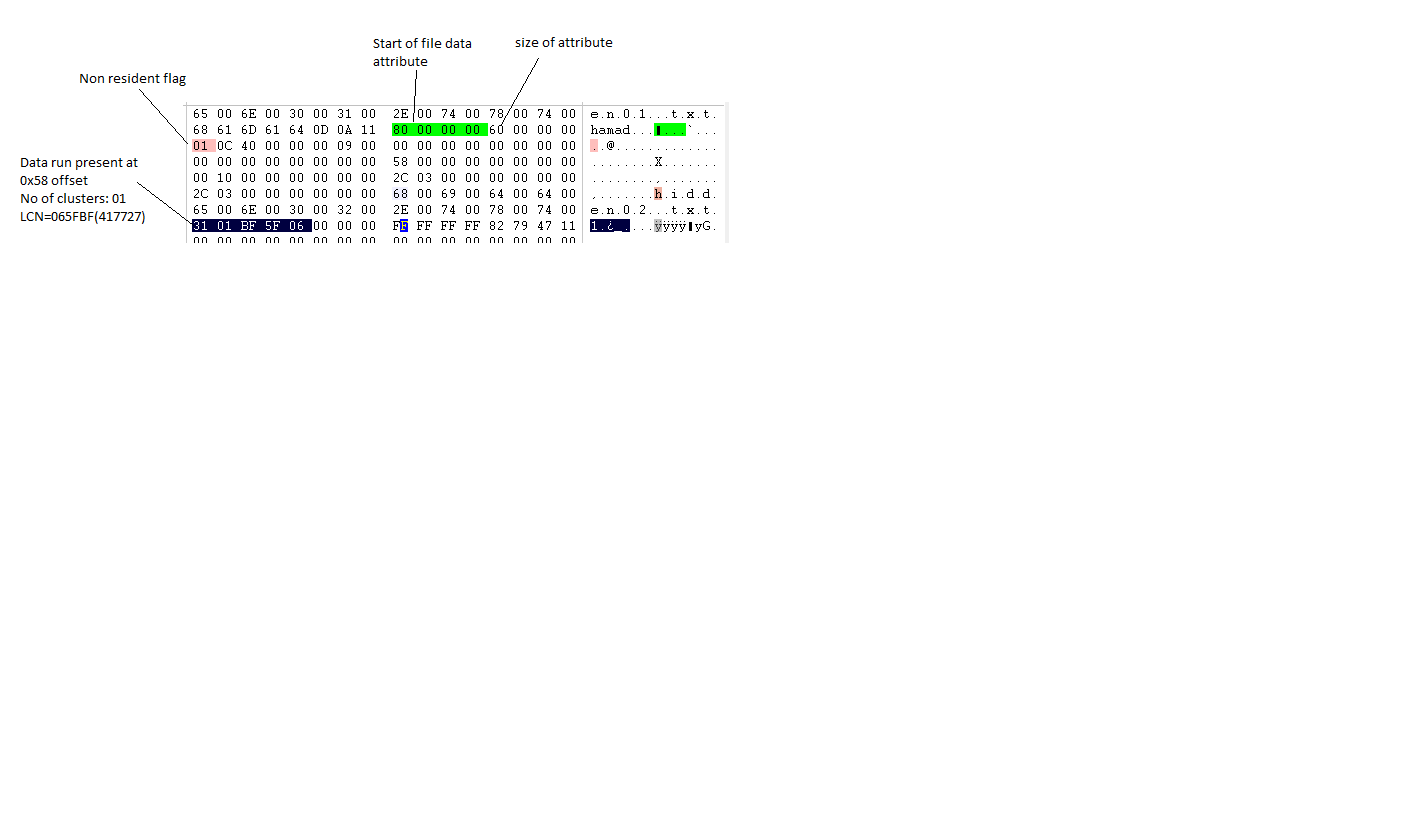 Start of file data
attribute
size of attribute
Non resident flag
Data run present at
0x58 offset
No of clusters: 01
LCN=065FBF(417727)
65 00 6E 00 30 00 31 00 2E 00 74 00 78 00 74 00 e.n.0.1...t.x.t.
68 61 6D 61 64 0D 0A 11 80 00 00 00 60 00 00 00 hamad...▮...`...
01 0C 40 00 00 00 09 00 00 00 00 00 00 00 00 00 ..@.............
00 00 00 00 00 00 00 00 58 00 00 00 00 00 00 00 ........X.......
00 10 00 00 00 00 00 00 2C 03 00 00 00 00 00 00 ........,.......
2C 03 00 00 00 00 00 00 68 00 69 00 64 00 64 00 ,.......h.i.d.d.
65 00 6E 00 30 00 32 00 2E 00 74 00 78 00 74 00 e.n.0.2...t.x.t.
31 01 BF 5F 06 00 00 00 FF FF FF FF 82 79 47 11 1.¿_....ÿÿÿÿ▮yG.
00 00 00 00 00 00 00 00 00 00 00 00 00 00 00 00